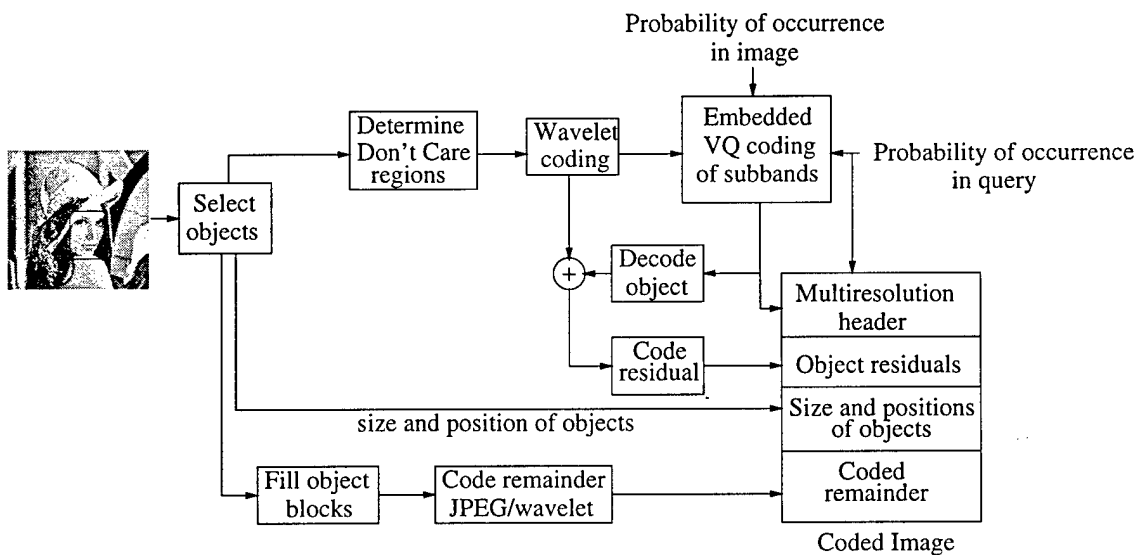 Probability of occurrence
in image
Determine
Don't Care
regions
Wavelet
coding
Embedded
VQ coding
of subbands
Probability of occurrence
in query
Select
objects
+
Decode
object
Multiresolution
header
Code
residual
Object residuals
size and position of objects
Size and positions
of objects
Fill object
blocks
Code remainder
JPEG/wavelet
Coded
remainder
Coded Image